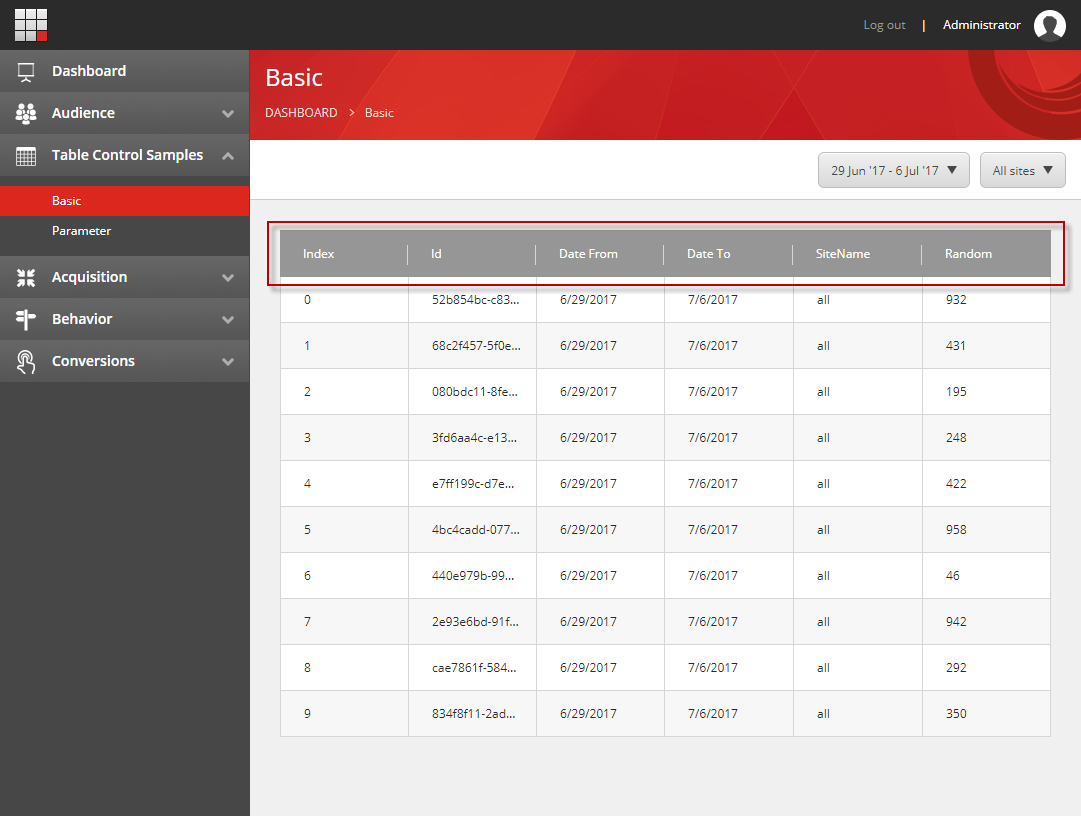 Log out | Administrator
Dashboard
Audience
Table Control Samples
Basic
Parameter
Acquisition
Behavior
Conversions
Basic
DASHBOARD > Basic
29 Jun '17 - 6 Jul '17 All sites
Index Id Date From Date To SiteName Random
0 52b854bc-c83... 6/29/2017 7/6/2017 all 932
1 68c2f457-5f0e... 6/29/2017 7/6/2017 all 431
2 080bdc11-8fe... 6/29/2017 7/6/2017 all 195
3 3fd6aa4c-e13... 6/29/2017 7/6/2017 all 248
4 e7ff199c-d7e... 6/29/2017 7/6/2017 all 422
5 4bc4cadd-077... 6/29/2017 7/6/2017 all 958
6 440e979b-99... 6/29/2017 7/6/2017 all 46
7 2e93e6bd-91f... 6/29/2017 7/6/2017 all 942
8 cae7861f-584... 6/29/2017 7/6/2017 all 292
9 834f8f11-2ad... 6/29/2017 7/6/2017 all 350